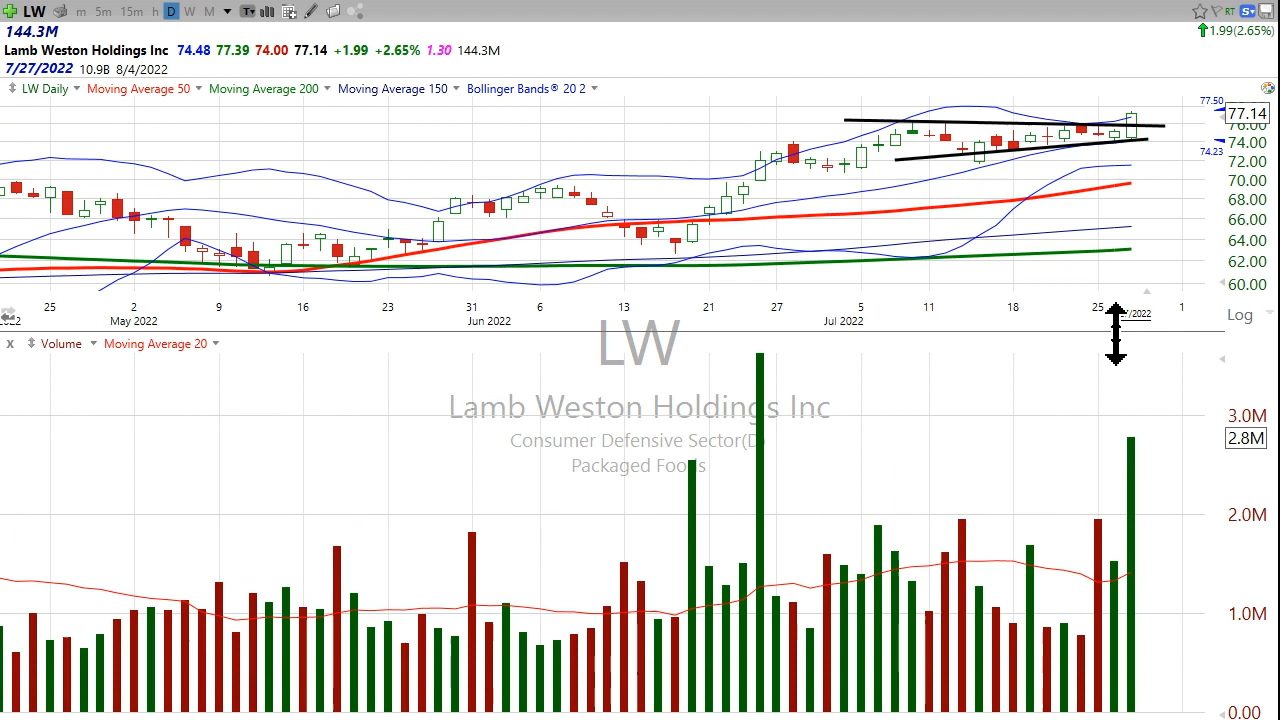 LW m 5m 15m h D W M T RT S
144.3M 1.99(2.65%)
Lamb Weston Holdings Inc 74.48 77.39 74.00 77.14 +1.99 +2.65% 1.30 144.3M
7/27/2022 10.9B 8/4/2022
LW Daily Moving Average 50 Moving Average 200 Moving Average 150 Bollinger Bands® 20 2
77.50
77.14
76.00
74.00
74.23
72.00
70.00
68.00
66.00
64.00
62.00
60.00
25 2 9 16 23 31 6 13 21 27 5 11 18 25 1
2022 May 2022 Jun 2022 Jul 2022 7/2022
Log
X Volume Moving Average 20
LW
Lamb Weston Holdings Inc
Consumer Defensive Sector(D)
Packaged Foods
3.0M
2.8M
2.0M
1.0M
0.00